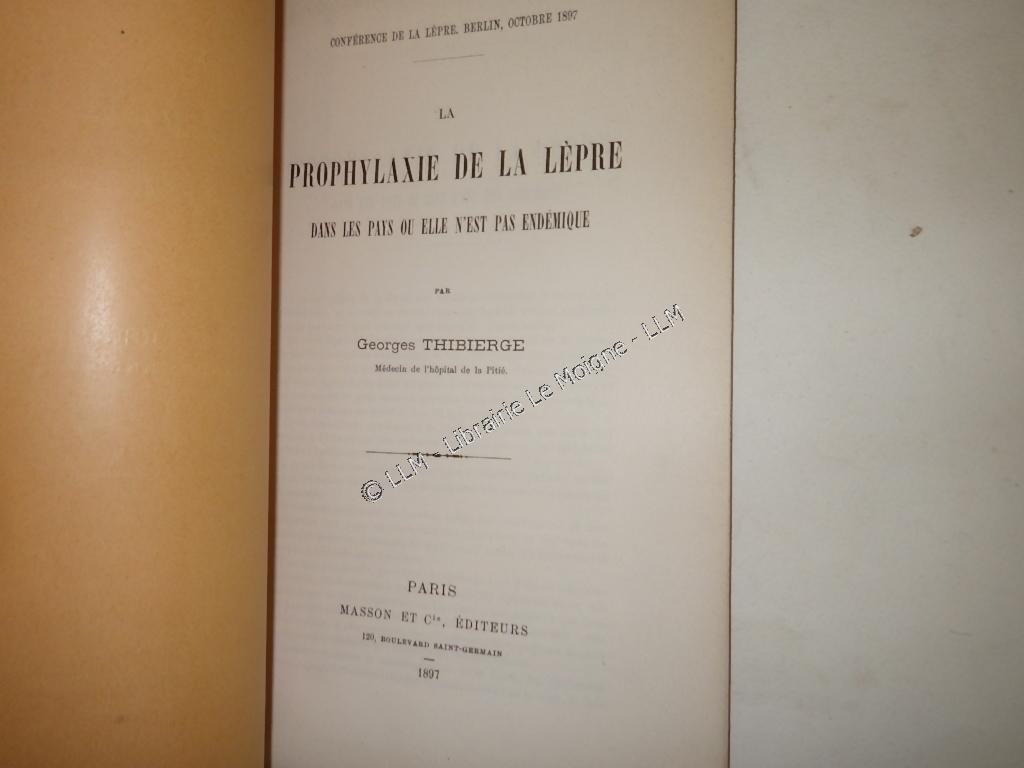 CONFÉRENCE DE LA LÈPRE. BERLIN, OCTOBRE 1897
LA
PROPHYLAXIE DE LA LÈPRE
DANS LES PAYS OU ELLE N'EST PAS ENDÉMIQUE
PAR
Georges THIBIERGE
Médecin de l'hôpital de la Pitié.
© LLM - Librairie Le Moigne - LLM
PARIS
MASSON ET Cie, ÉDITEURS
120, BOULEVARD SAINT-GERMAIN
1897